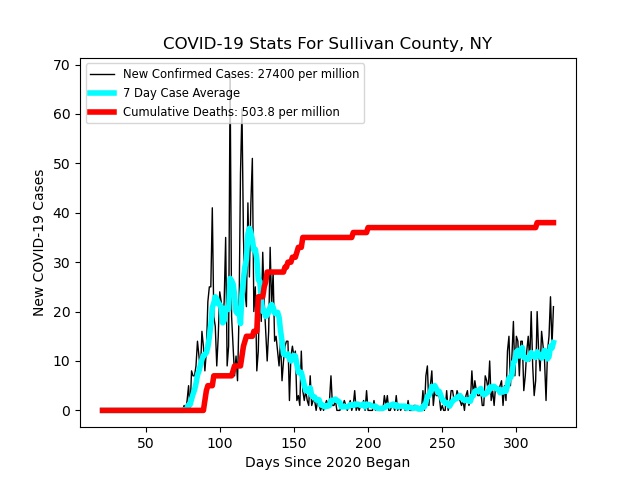 COVID-19 Stats For Sullivan County, NY
New Confirmed Cases: 27400 per million
7 Day Case Average
Cumulative Deaths: 503.8 per million
70
60
50
40
30
20
10
0
New COVID-19 Cases
50 100 150 200 250 300
Days Since 2020 Began